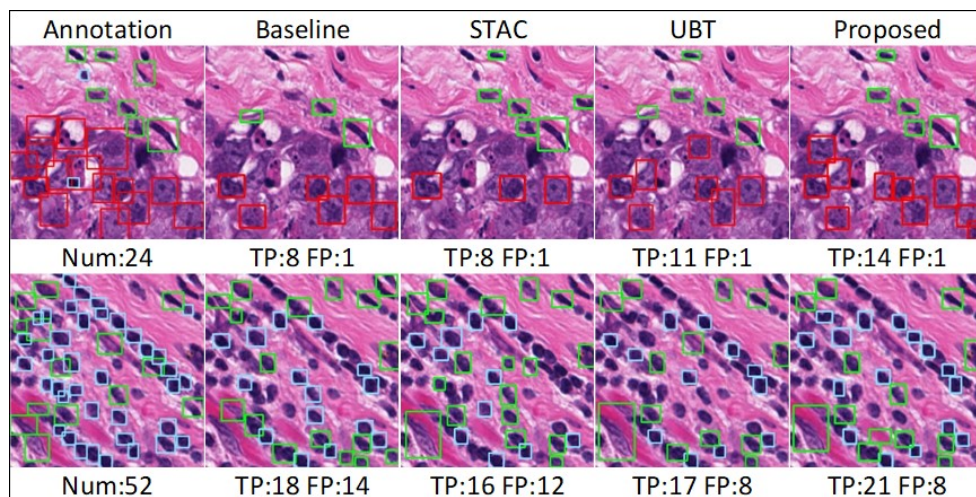 Annotation Baseline STAC UBT Proposed
Num:24 TP:8 FP:1 TP:8 FP:1 TP:11 FP:1 TP:14 FP:1
Num:52 TP:18 FP:14 TP:16 FP:12 TP:17 FP:8 TP:21 FP:8